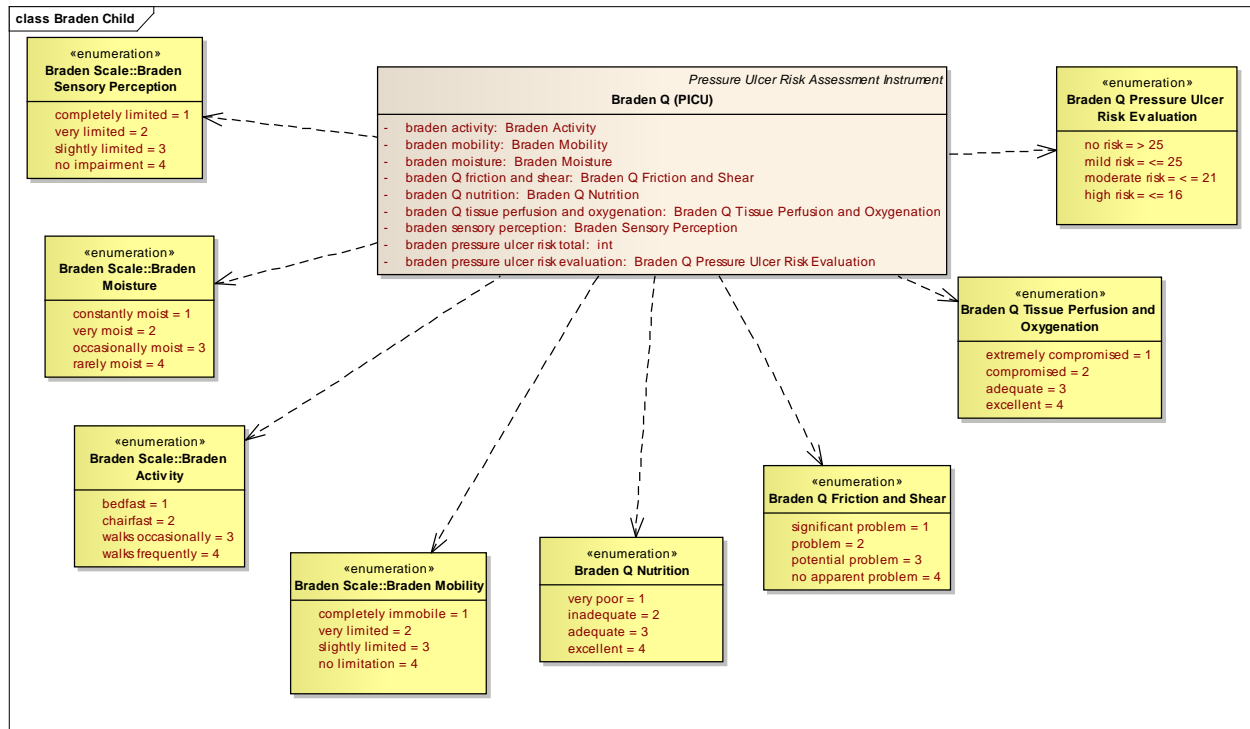 class Braden Child
«enumeration»
Braden Scale::Braden
Sensory Perception
completely limited = 1
very limited = 2
slightly limited = 3
no impairment = 4
Pressure Ulcer Risk Assessment Instrument
Braden Q (PICU)
- braden activity: Braden Activity
- braden mobility: Braden Mobility
- braden moisture: Braden Moisture
- braden Q friction and shear: Braden Q Friction and Shear
- braden Q nutrition: Braden Q Nutrition
- braden Q tissue perfusion and oxygenation: Braden Q Tissue Perfusion and Oxygenation
- braden sensory perception: Braden Sensory Perception
- braden pressure ulcer risk total: int
- braden pressure ulcer risk evaluation: Braden Q Pressure Ulcer Risk Evaluation
«enumeration»
Braden Q Pressure Ulcer
Risk Evaluation
no risk = > 25
mild risk = <= 25
moderate risk = < = 21
high risk = <= 16
«enumeration»
Braden Scale::Braden
Moisture
constantly moist = 1
very moist = 2
occasionally moist = 3
rarely moist = 4
«enumeration»
Braden Q Tissue Perfusion and
Oxygenation
extremely compromised = 1
compromised = 2
adequate = 3
excellent = 4
«enumeration»
Braden Scale::Braden
Activity
bedfast = 1
chairfast = 2
walks occasionally = 3
walks frequently = 4
«enumeration»
Braden Scale::Braden Mobility
completely immobile = 1
very limited = 2
slightly limited = 3
no limitation = 4
«enumeration»
Braden Q Nutrition
very poor = 1
inadequate = 2
adequate = 3
excellent = 4
«enumeration»
Braden Q Friction and Shear
significant problem = 1
problem = 2
potential problem = 3
no apparent problem = 4